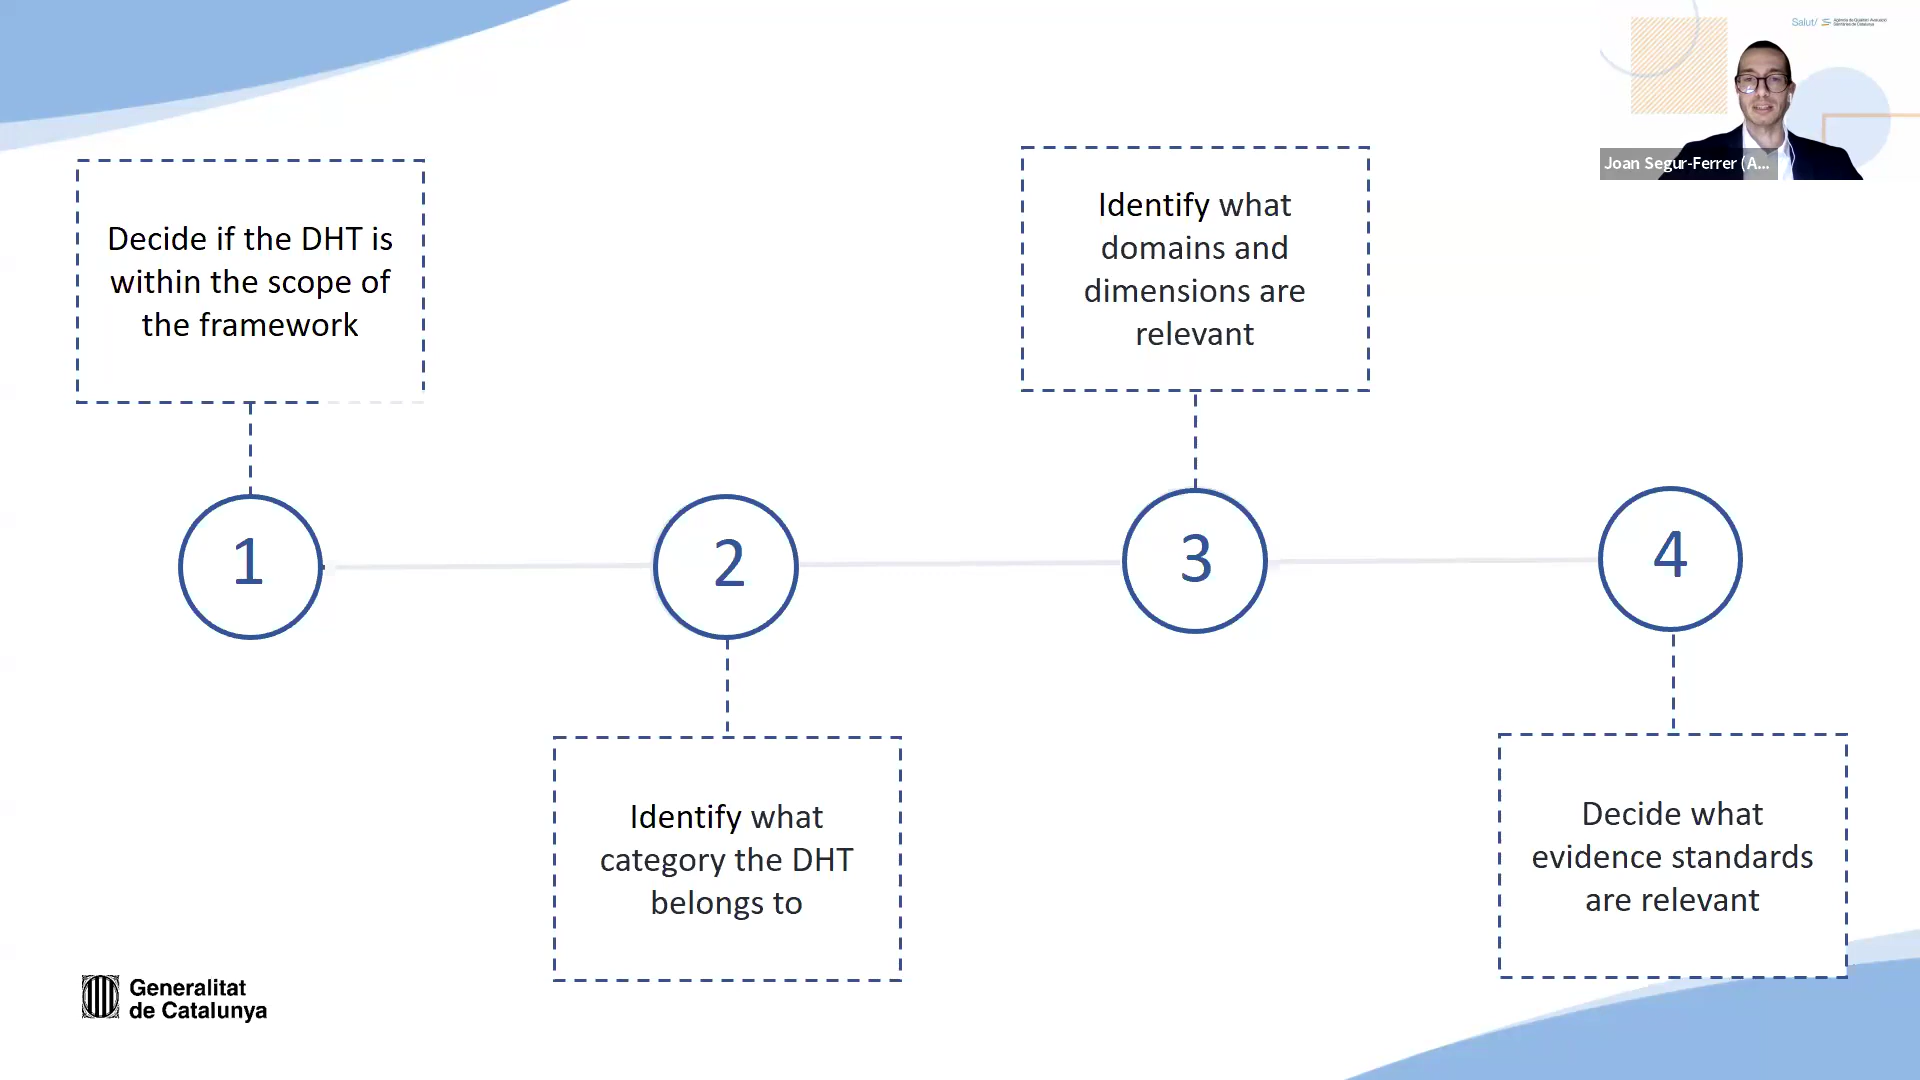 Salut/
Joan Segur-Ferrer (A...
Decide if the DHT is
within the scope of
the framework
Identify what
domains and
dimensions are
relevant
1
2
3
4
Identify what
category the DHT
belongs to
Decide what
evidence standards
are relevant
Generalitat
de Catalunya